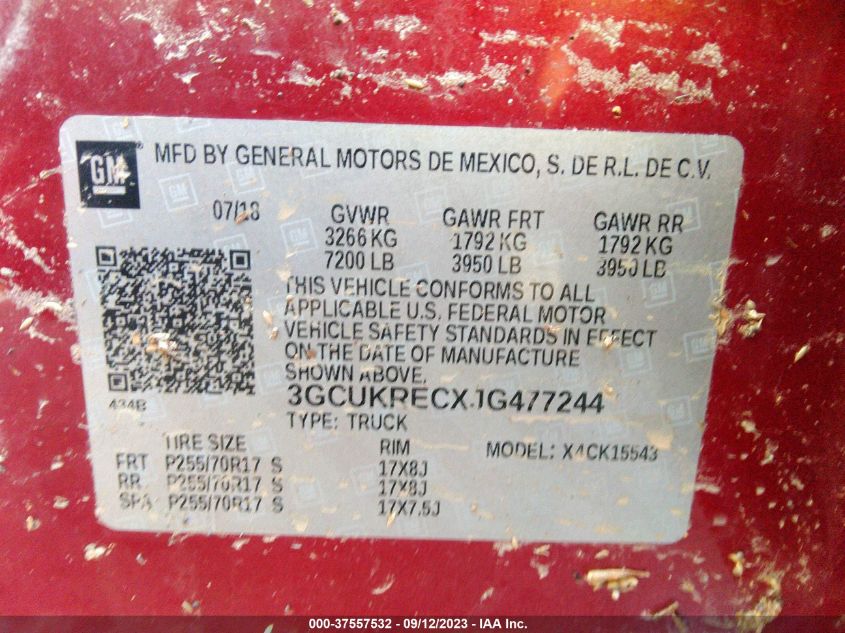 GM
MFD BY GENERAL MOTORS DE MEXICO, S. DE R.L. DE C.V.
07/18 GVWR GAWR FRT GAWR RR
3266 KG 1792 KG 1792 KG
7200 LB 3950 LB 3950 LB
THIS VEHICLE CONFORMS TO ALL
APPLICABLE U.S. FEDERAL MOTOR
VEHICLE SAFETY STANDARDS IN EFFECT
ON THE DATE OF MANUFACTURE
SHOWN ABOVE.
434B
3GCUKRECXJG477244
TYPE: TRUCK
TIRE SIZE RIM MODEL: X4CK15543
FRT P255/70R17 S 17X8J
RR P255/70R17 S 17X8J
SPA P255/70R17 S 17X7.5J
000-37557532 - 09/12/2023 - IAA Inc.